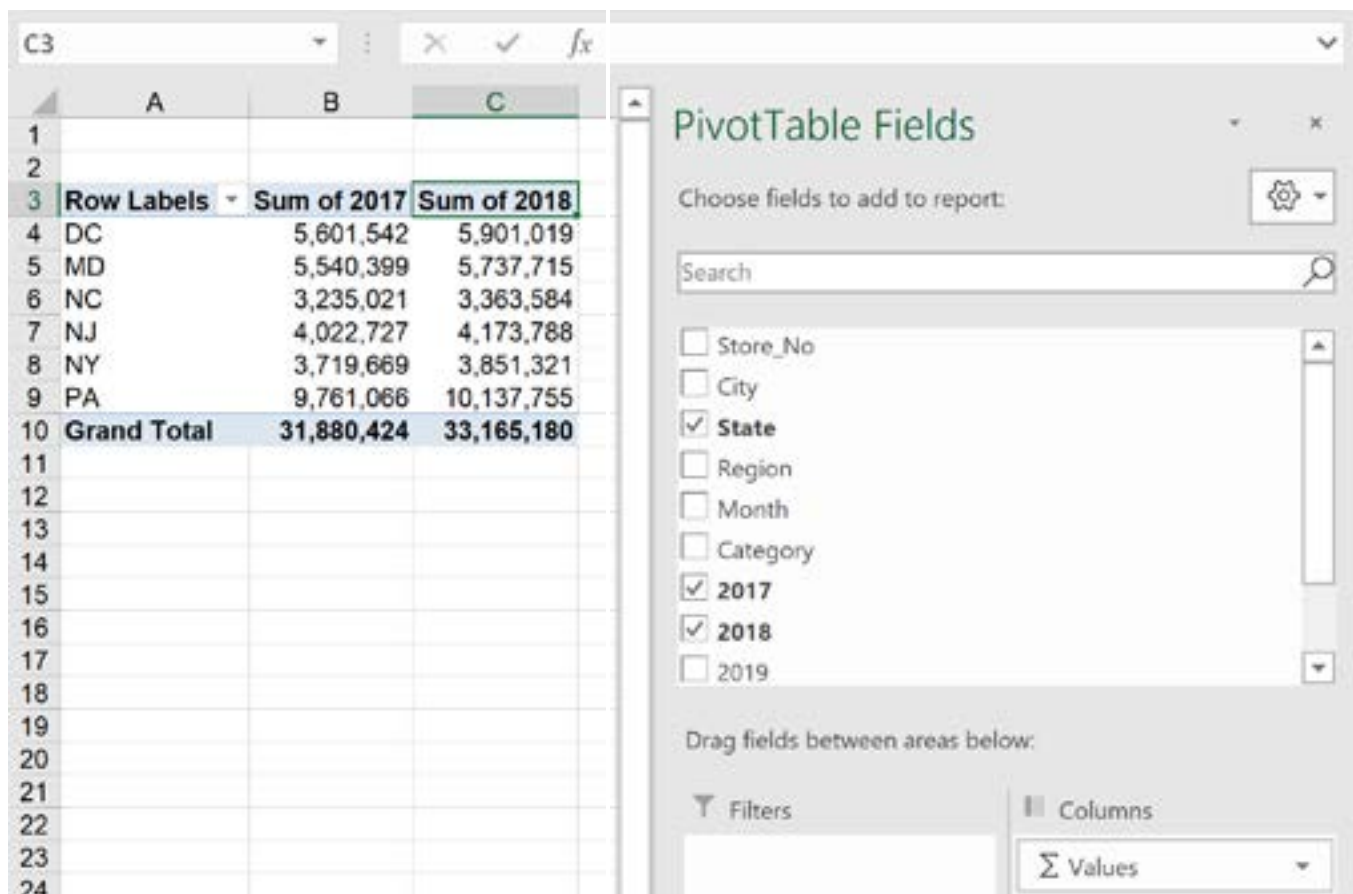 C3 fx
A B C
1
2
3 Row Labels Sum of 2017 Sum of 2018
4 DC 5,601,542 5,901,019
5 MD 5,540,399 5,737,715
6 NC 3,235,021 3,363,584
7 NJ 4,022,727 4,173,788
8 NY 3,719,669 3,851,321
9 PA 9,761,066 10,137,755
10 Grand Total 31,880,424 33,165,180
11
12
13
14
15
16
17
18
19
20
21
22
23
24
PivotTable Fields
Choose fields to add to report:
Search
Store_No
City
State
Region
Month
Category
2017
2018
2019
Drag fields between areas below:
Filters
Columns
Σ Values